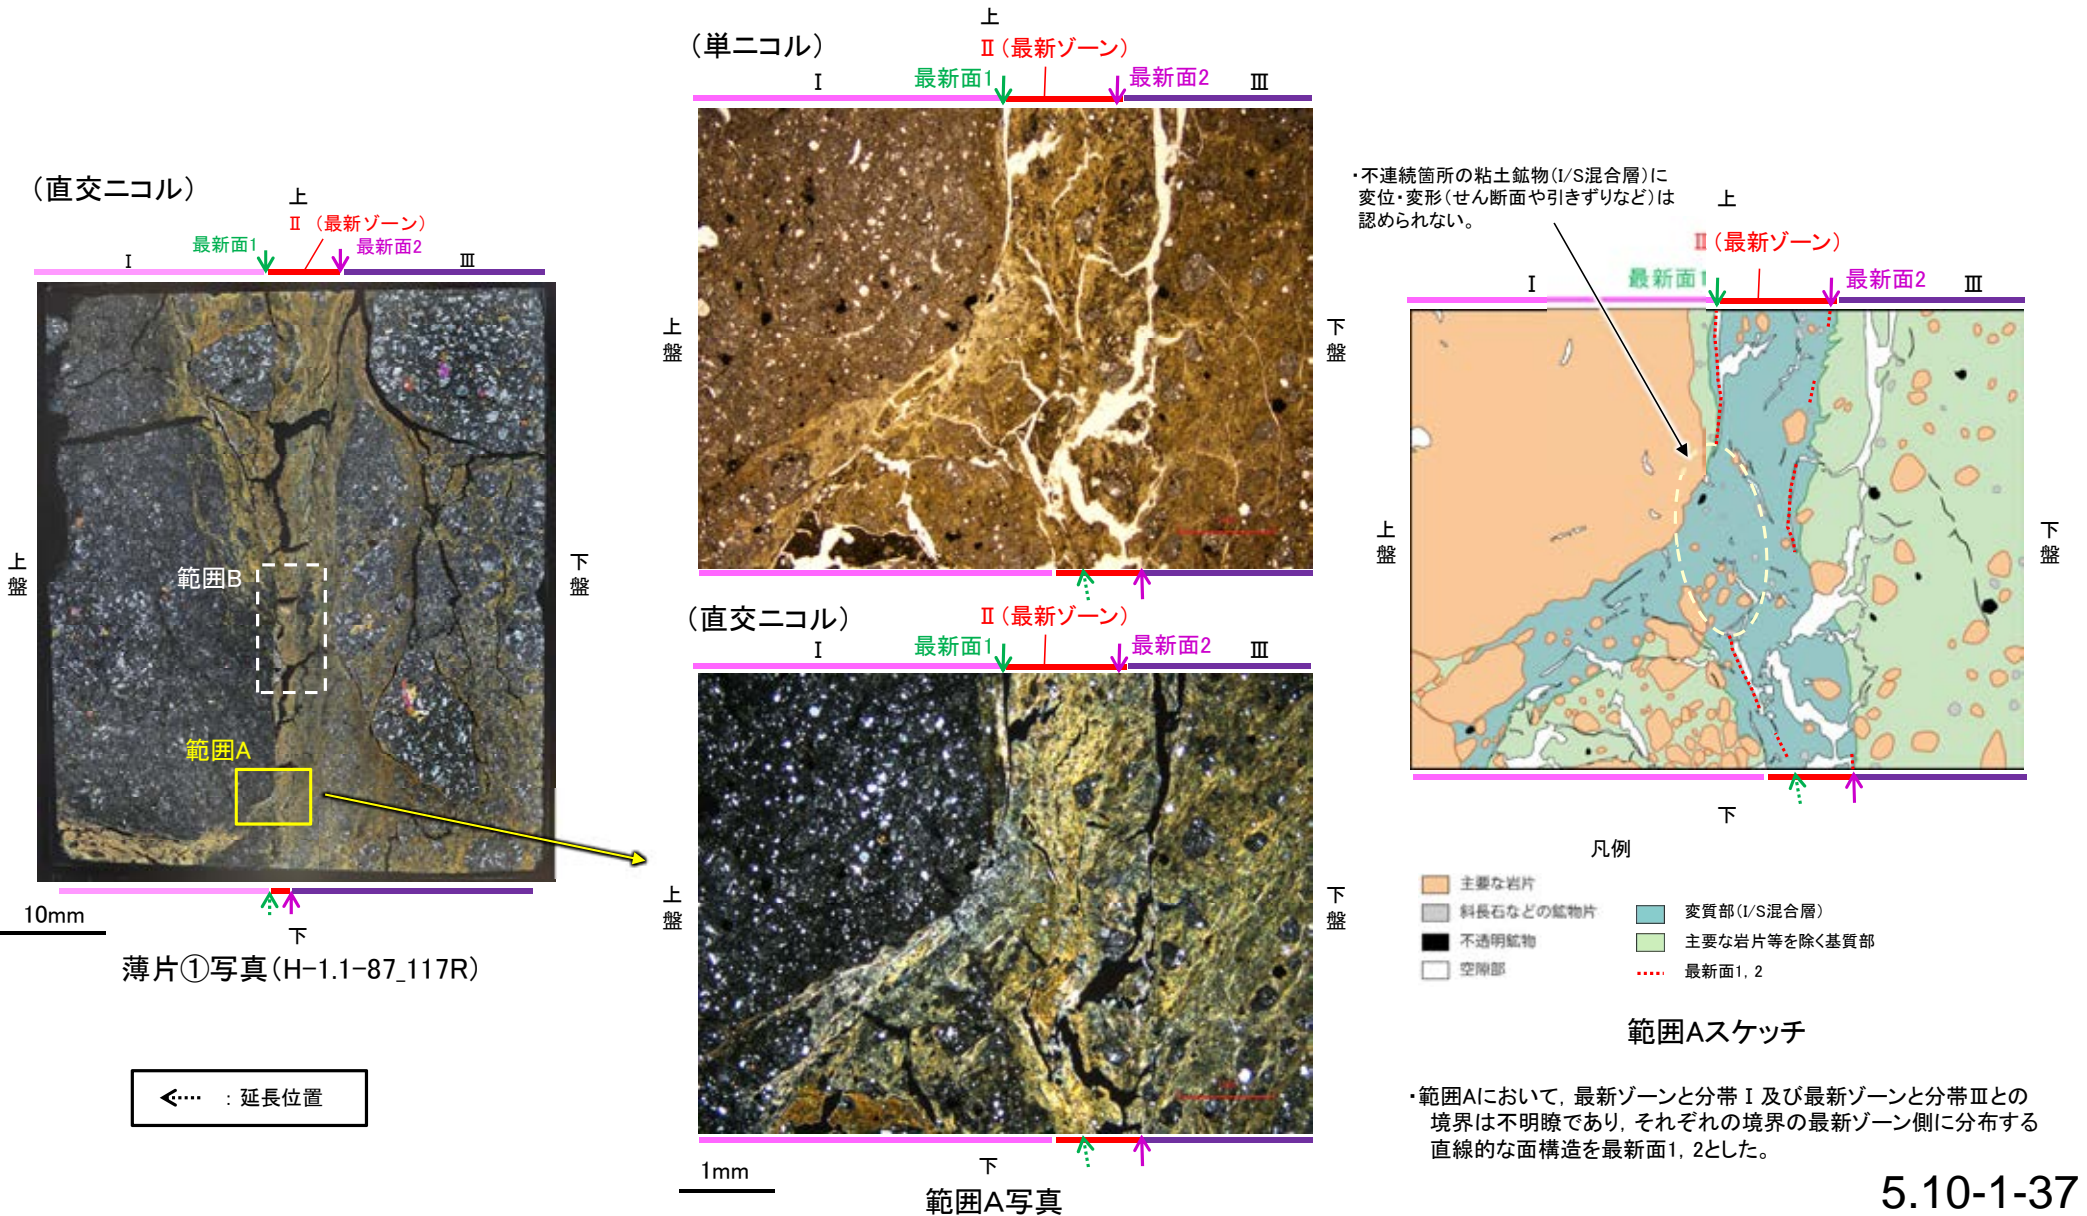 (直交ニコル)
上
Ⅱ (最新ゾーン)
最新面1
最新面2
Ⅰ
Ⅲ
上盤
下盤
範囲B
範囲A
10mm
下
薄片①写真(H-1.1-87_117R)
:延長位置
(単ニコル)
上
Ⅱ(最新ゾーン)
最新面1
最新面2
Ⅰ
Ⅲ
上盤
下盤
(直交ニコル)
Ⅱ(最新ゾーン)
最新面1
最新面2
Ⅰ
Ⅲ
上盤
下盤
1mm
下
範囲A写真
・不連続箇所の粘土鉱物(I/S混合層)に
変位・変形(せん断面や引きずりなど)は
認められない。
上
Ⅱ(最新ゾーン)
最新面1
最新面2
Ⅰ
Ⅲ
上盤
下盤
下
凡例
主要な岩片
斜長石などの鉱物片
不透明鉱物
空隙部
変質部(I/S混合層)
主要な岩片等を除く基質部
最新面1, 2
範囲Aスケッチ
・範囲Aにおいて, 最新ゾーンと分帯Ⅰ及び最新ゾーンと分帯Ⅲとの
境界は不明瞭であり, それぞれの境界の最新ゾーン側に分布する
直線的な面構造を最新面1, 2とした。
5.10-1-37